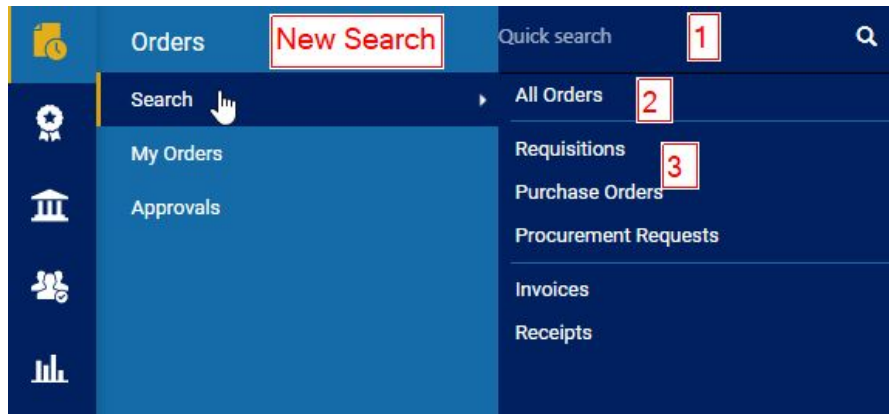 Orders
New Search
Quick search
1
Search
All Orders
2
My Orders
Requisitions
3
Purchase Orders
Approvals
Procurement Requests
Invoices
Receipts